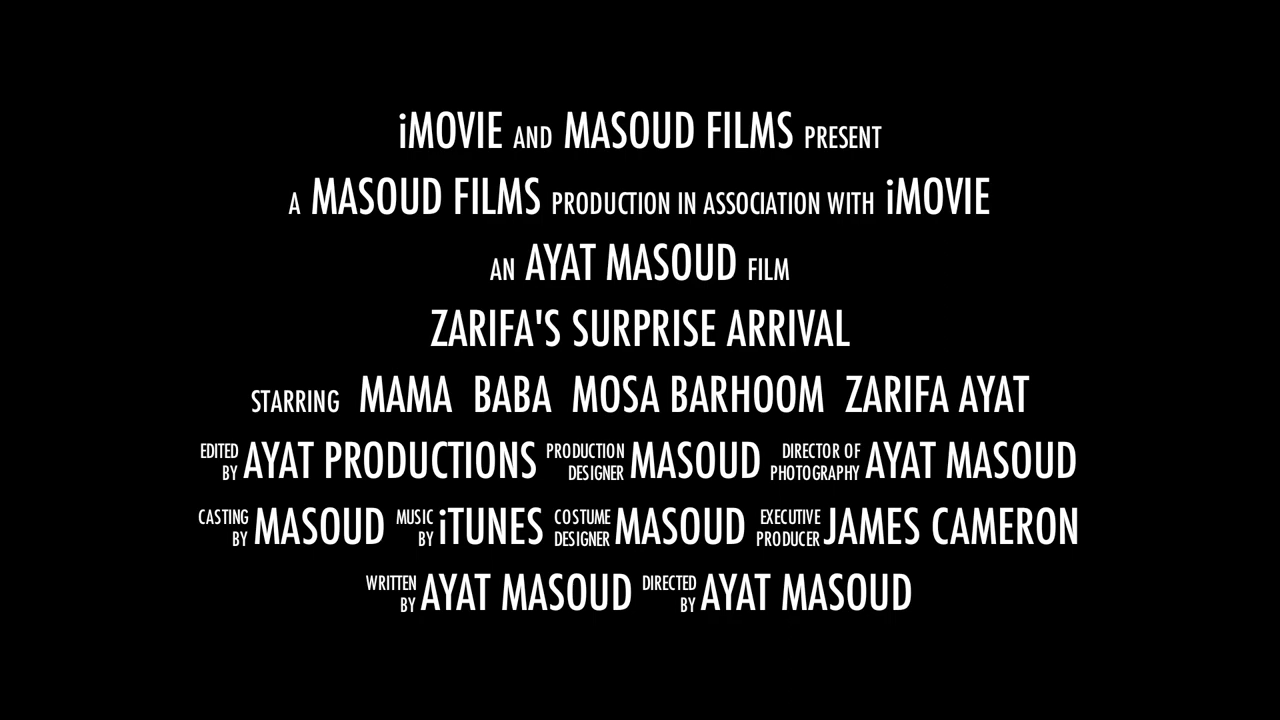 iMOVIE AND MASOUD FILMS PRESENT
A MASOUD FILMS PRODUCTION IN ASSOCIATION WITH iMOVIE
AN AYAT MASOUD FILM
ZARIFA'S SURPRISE ARRIVAL
STARRING MAMA BABA MOSA BARHOOM ZARIFA AYAT
EDITED BY AYAT PRODUCTIONS PRODUCTION DESIGNER MASOUD DIRECTOR OF PHOTOGRAPHY AYAT MASOUD
CASTING BY MASOUD MUSIC BY iTUNES COSTUME DESIGNER MASOUD EXECUTIVE PRODUCER JAMES CAMERON
WRITTEN BY AYAT MASOUD DIRECTED BY AYAT MASOUD